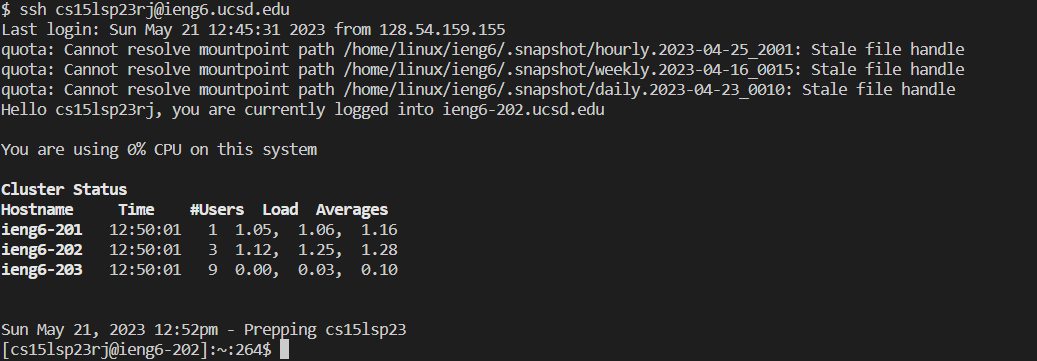 $ ssh cs15lsp23rj@ieng6.ucsd.edu
Last login: Sun May 21 12:45:31 2023 from 128.54.159.155
quota: Cannot resolve mountpoint path /home/linux/ieng6/.snapshot/hourly.2023-04-25_2001: Stale file handle
quota: Cannot resolve mountpoint path /home/linux/ieng6/.snapshot/weekly.2023-04-16_0015: Stale file handle
quota: Cannot resolve mountpoint path /home/linux/ieng6/.snapshot/daily.2023-04-23_0010: Stale file handle
Hello cs15lsp23rj, you are currently logged into ieng6-202.ucsd.edu
You are using 0% CPU on this system
Cluster Status
Hostname     Time    #Users  Load  Averages
ieng6-201   12:50:01   1  1.05,  1.06,  1.16
ieng6-202   12:50:01   3  1.12,  1.25,  1.28
ieng6-203   12:50:01   9  0.00,  0.03,  0.10
Sun May 21, 2023 12:52pm - Prepping cs15lsp23
[cs15lsp23rj@ieng6-202]:~:264$